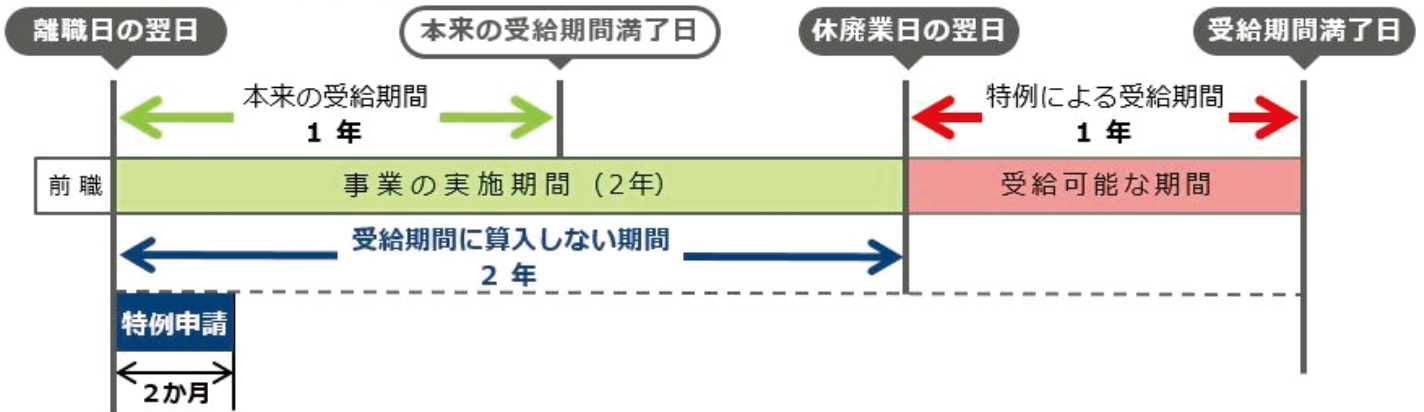 離職日の翌日
本来の受給期間満了日
休廃業日の翌日
受給期間満了日
本来の受給期間
1 年
特例による受給期間
1 年
前職
事業の実施期間（2年）
受給可能な期間
受給期間に算入しない期間
2 年
特例申請
2か月